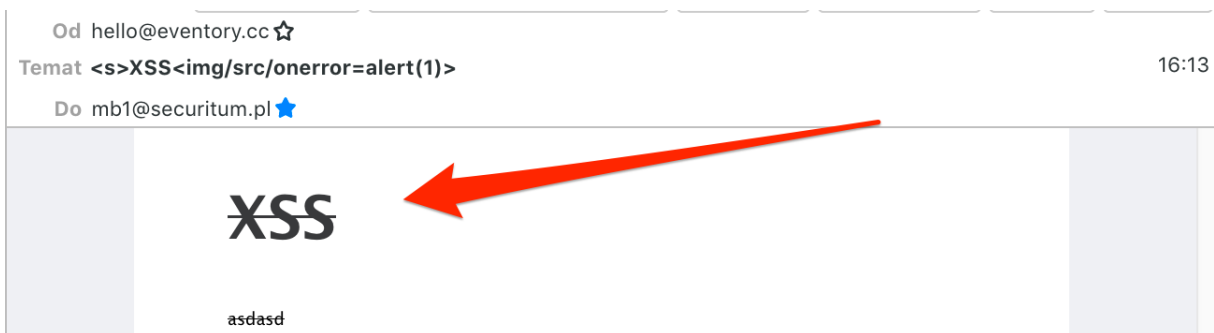 Od hello@eventory.cc
Temat <s>XSS<img/src/onerror=alert(1)> 16:13
Do mb1@securitum.pl
XSS
asdasd